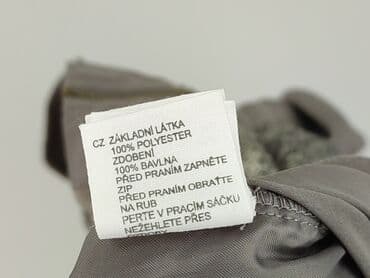 CZ ZÁKLADNÍ LÁTKA
100% POLYESTER
ZDOBENÍ
100% BAVLNA
PŘED PRANÍM ZAPNĚTE
ZIP
PŘED PRANÍM OBRAŤTE
NA RUB
PERTE V PRACÍM SÁČKU
NEŽEHLETE PŘES